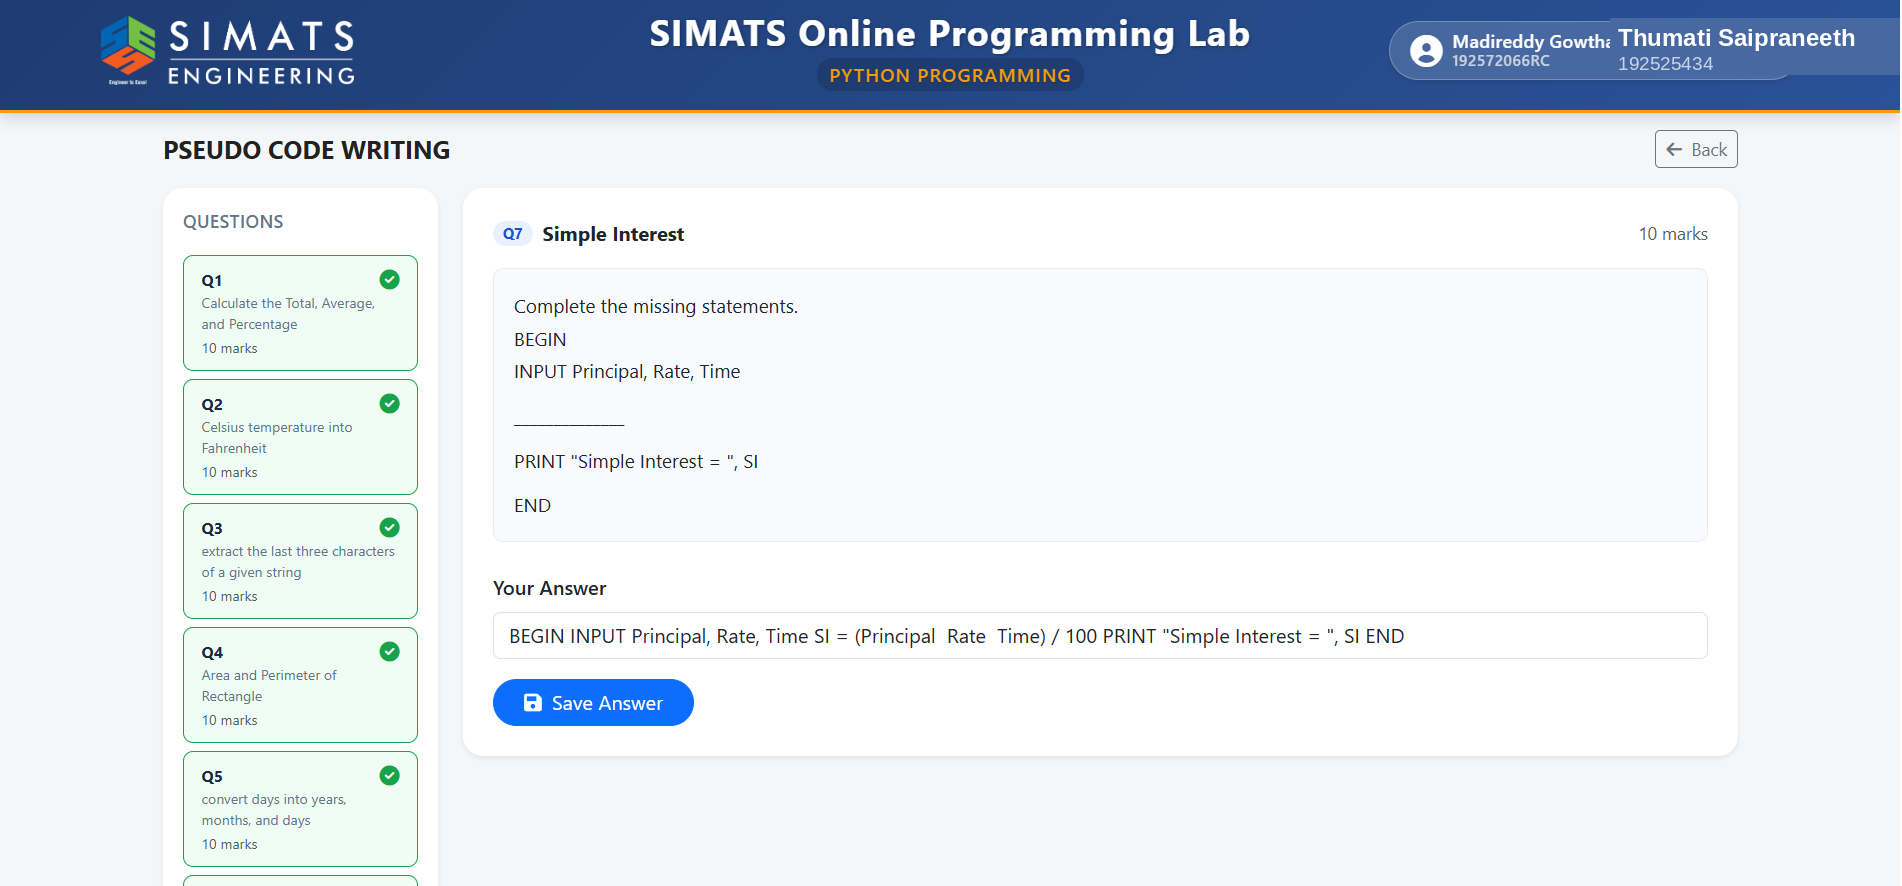 SIMATS
ENGINEERING
Engineer to Excel
SIMATS Online Programming Lab
PYTHON PROGRAMMING
Madireddy Gowtha
192572066RC
Thumati Saipraneeth
192525434
PSEUDO CODE WRITING
Back
QUESTIONS
Q1
Calculate the Total, Average,
and Percentage
10 marks
Q2
Celsius temperature into
Fahrenheit
10 marks
Q3
extract the last three characters
of a given string
10 marks
Q4
Area and Perimeter of
Rectangle
10 marks
Q5
convert days into years,
months, and days
10 marks
Q7 Simple Interest
10 marks
Complete the missing statements.
BEGIN
INPUT Principal, Rate, Time
______________
PRINT "Simple Interest = ", SI
END
Your Answer
BEGIN INPUT Principal, Rate, Time SI = (Principal  Rate  Time) / 100 PRINT "Simple Interest = ", SI END
Save Answer